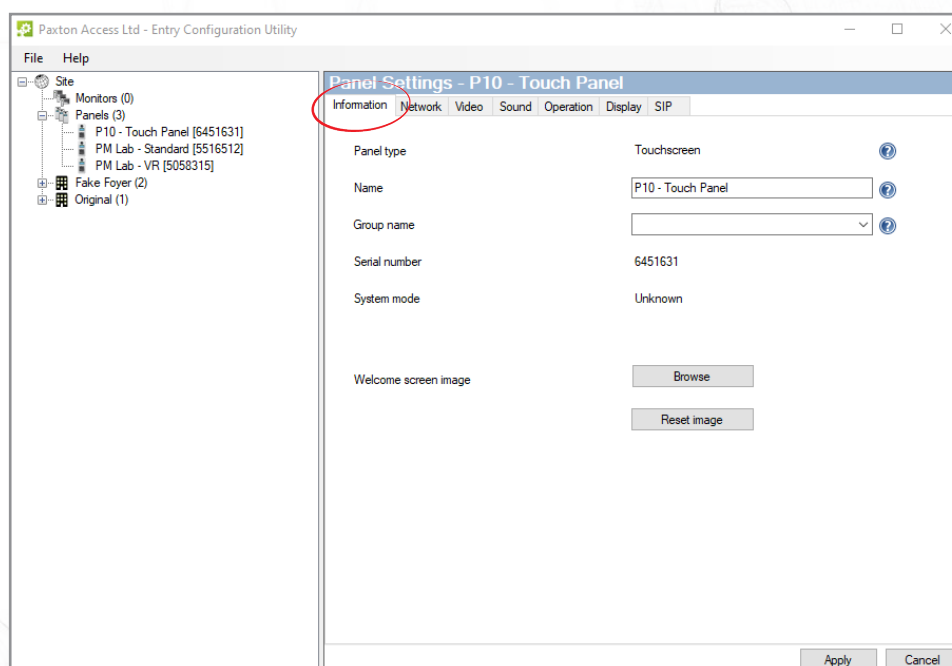 Paxton Access Ltd - Entry Configuration Utility
File Help
Site
Monitors (0)
Panels (3)
P10 - Touch Panel [6451631]
PM Lab - Standard [5516512]
PM Lab - VR [5058315]
Fake Foyer (2)
Original (1)
Panel Settings - P10 - Touch Panel
Information Network Video Sound Operation Display SIP
Panel type Touchscreen ?
Name P10 - Touch Panel ?
Group name ?
Serial number 6451631
System mode Unknown
Welcome screen image Browse
Reset image
Apply Cancel